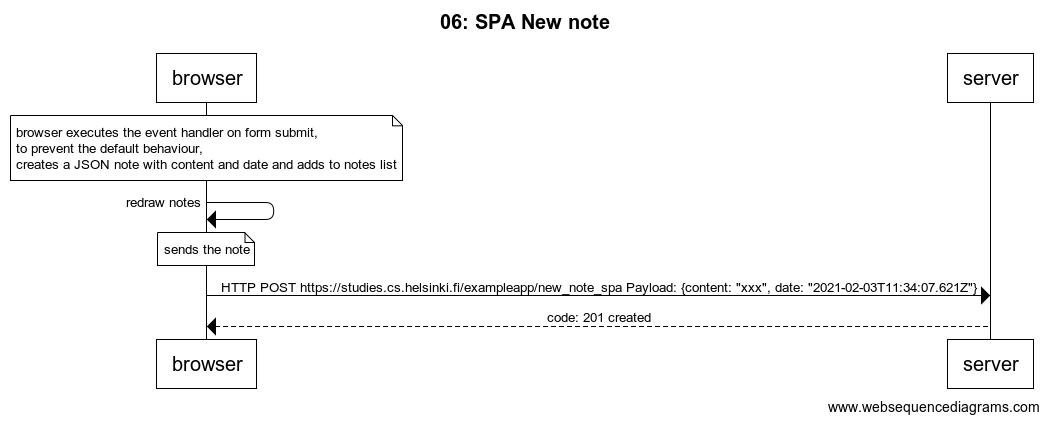 06: SPA New note
browser
server
browser executes the event handler on form submit,
to prevent the default behaviour,
creates a JSON note with content and date and adds to notes list
redraw notes
sends the note
HTTP POST https://studies.cs.helsinki.fi/exampleapp/new_note_spa Payload: {content: "xxx", date: "2021-02-03T11:34:07.621Z"}
code: 201 created
browser
server
www.websequencediagrams.com